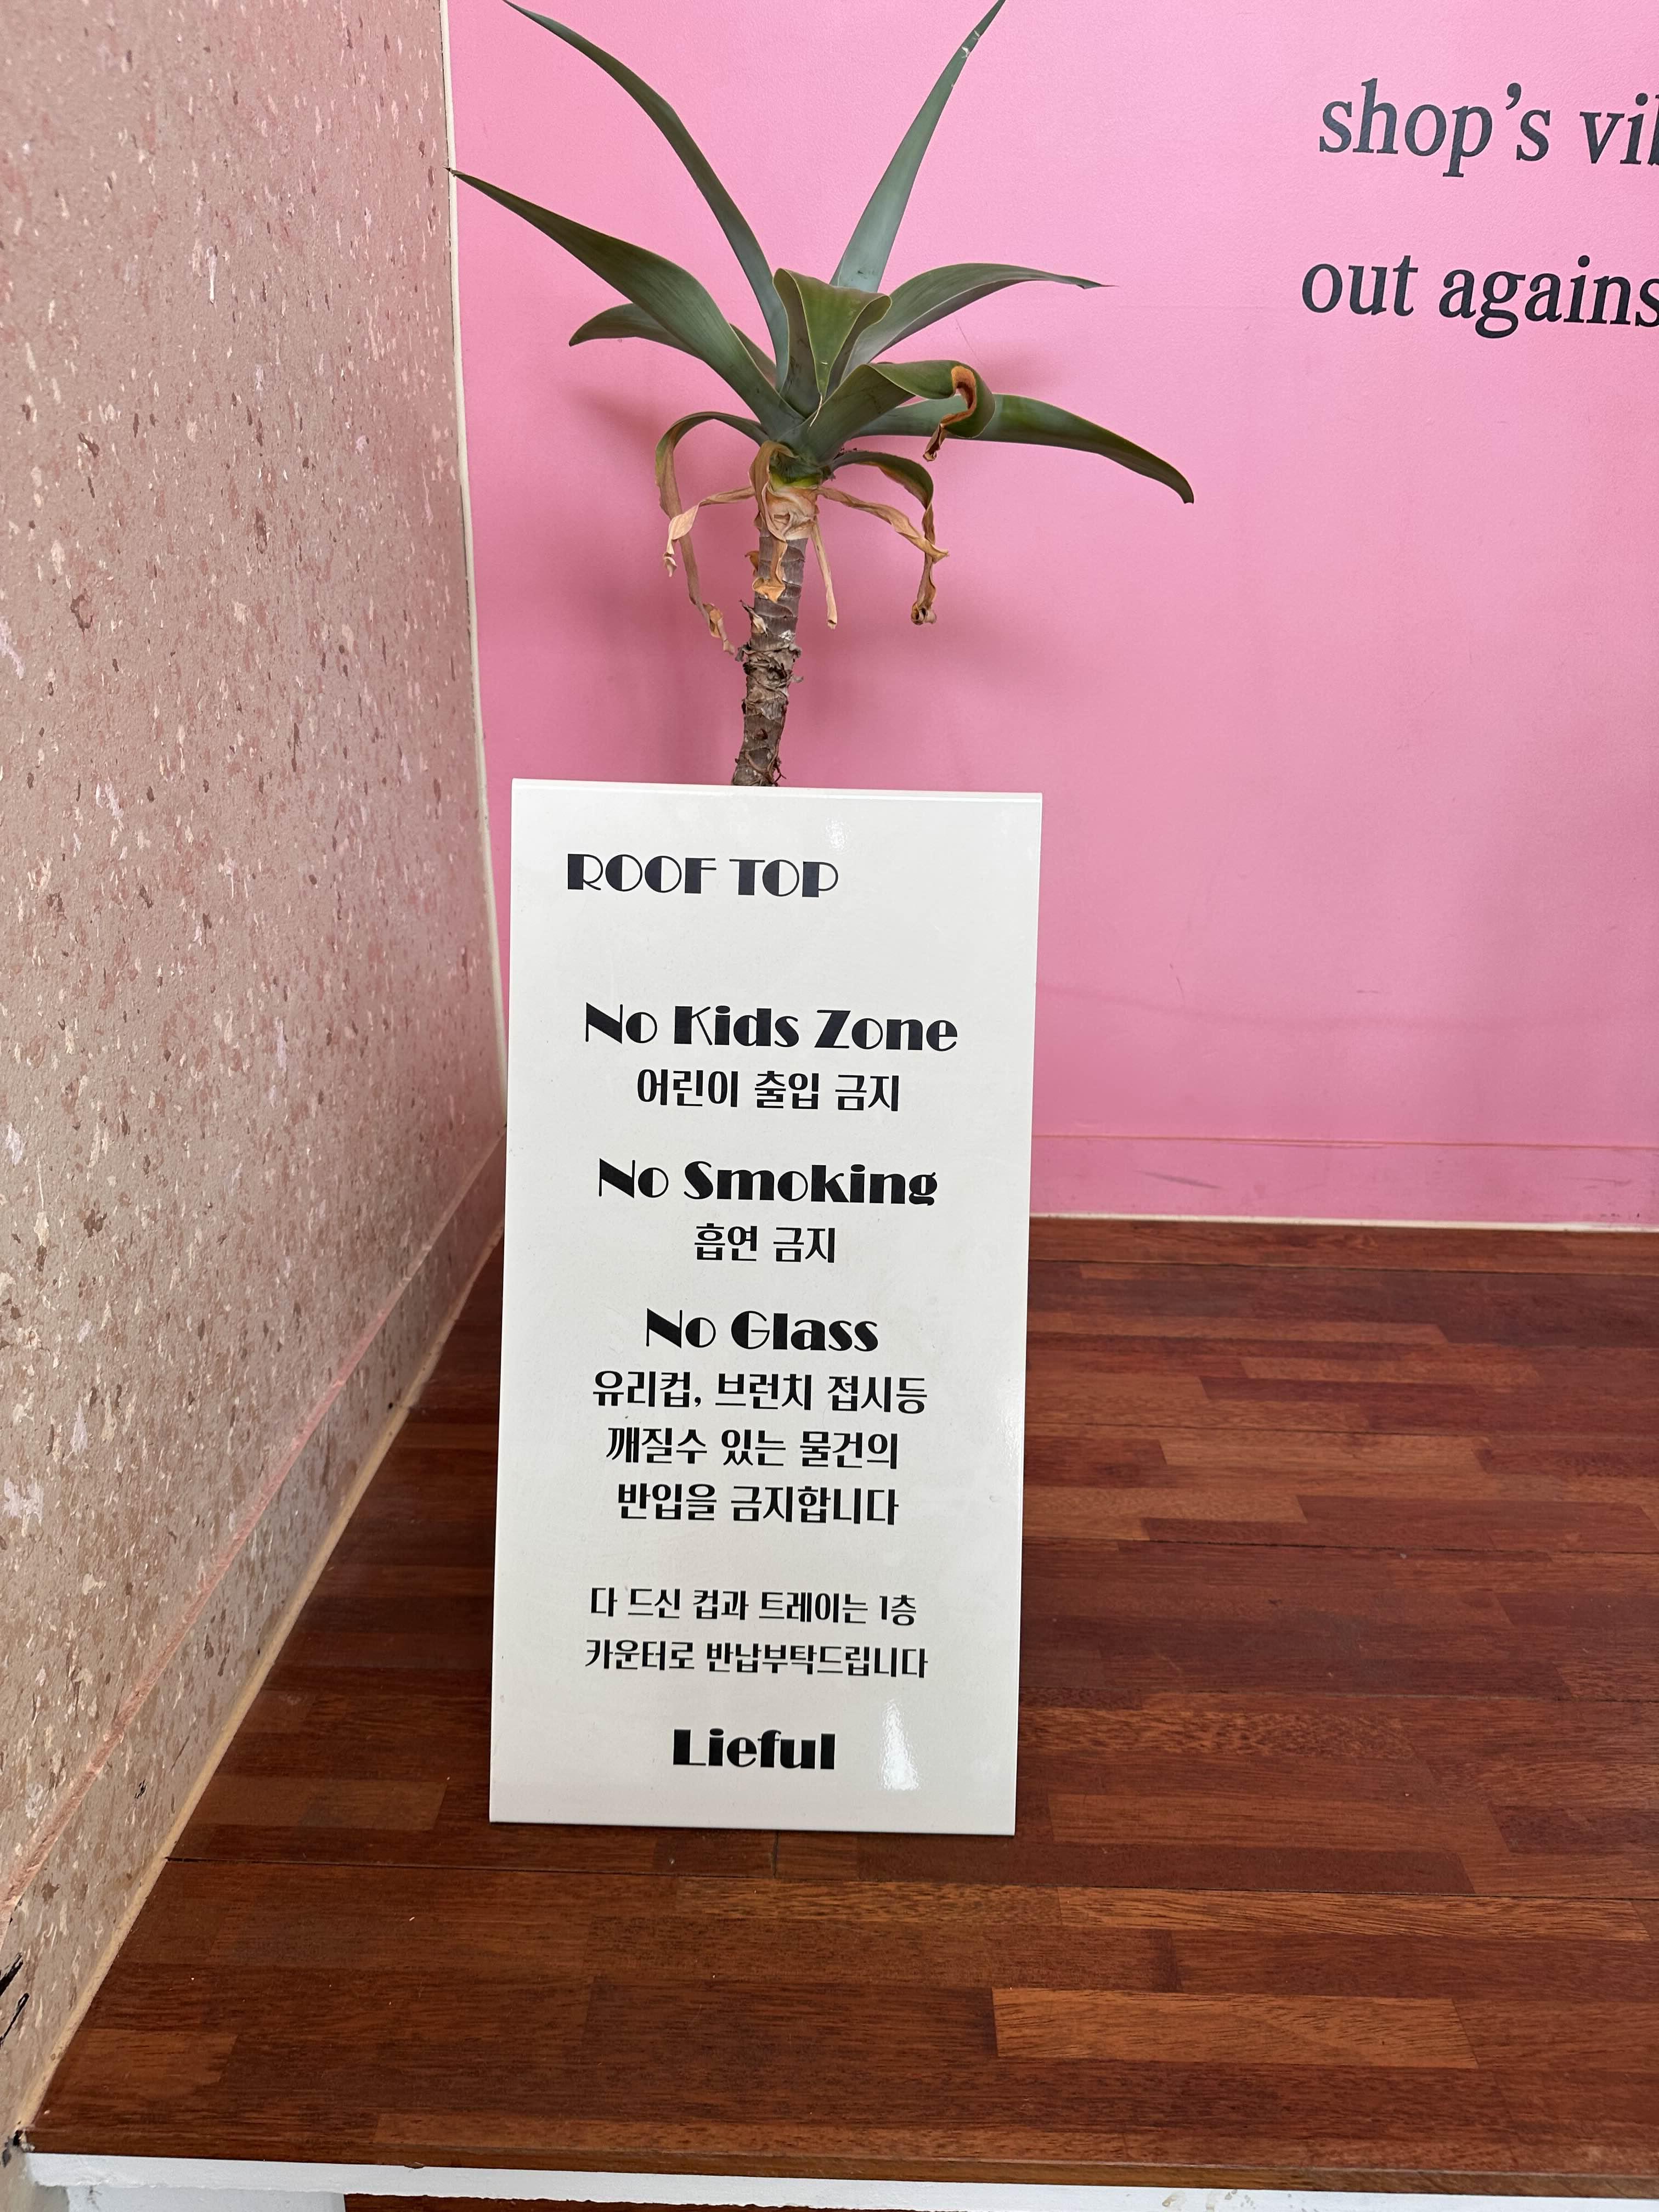 shop's
out
ROOF TOP
No Kids Zone
어린이 출입 금지
No Smoking
흡연 금지
No Glass
유리컵, 브런치 접시등
깨질수 있는 물건의
반입을 금지합니다
다 드신 컵과 트레이는 1층
카운터로 반납부탁드립니다
Lieful